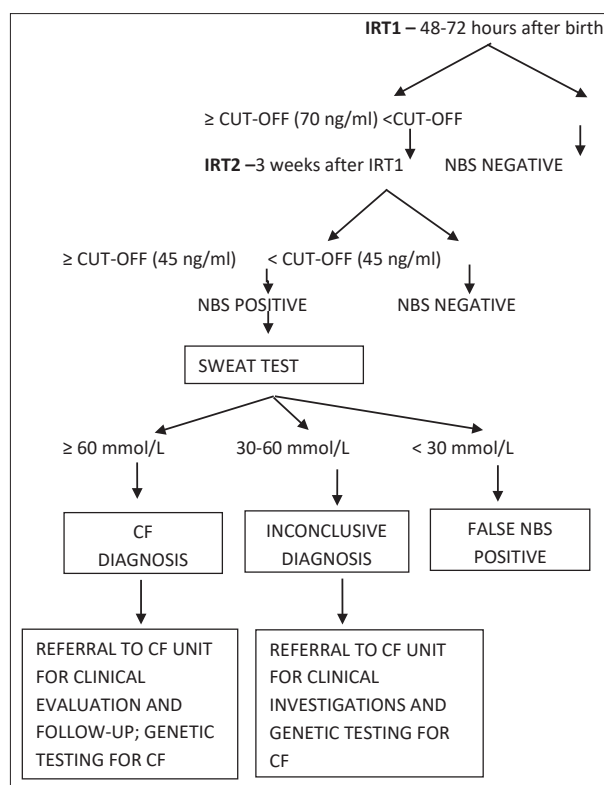 IRT1 – 48-72 hours after birth
≥ CUT-OFF (70 ng/ml) <CUT-OFF
IRT2 –3 weeks after IRT1 NBS NEGATIVE
≥ CUT-OFF (45 ng/ml) < CUT-OFF (45 ng/ml)
NBS POSITIVE NBS NEGATIVE
SWEAT TEST
≥ 60 mmol/L 30-60 mmol/L < 30 mmol/L
CF
DIAGNOSIS
INCONCLUSIVE
DIAGNOSIS
FALSE NBS
POSITIVE
REFERRAL TO CF UNIT
FOR CLINICAL
EVALUATION AND
FOLLOW-UP; GENETIC
TESTING FOR CF
REFERRAL TO CF UNIT
FOR CLINICAL
INVESTIGATIONS AND
GENETIC TESTING FOR
CF